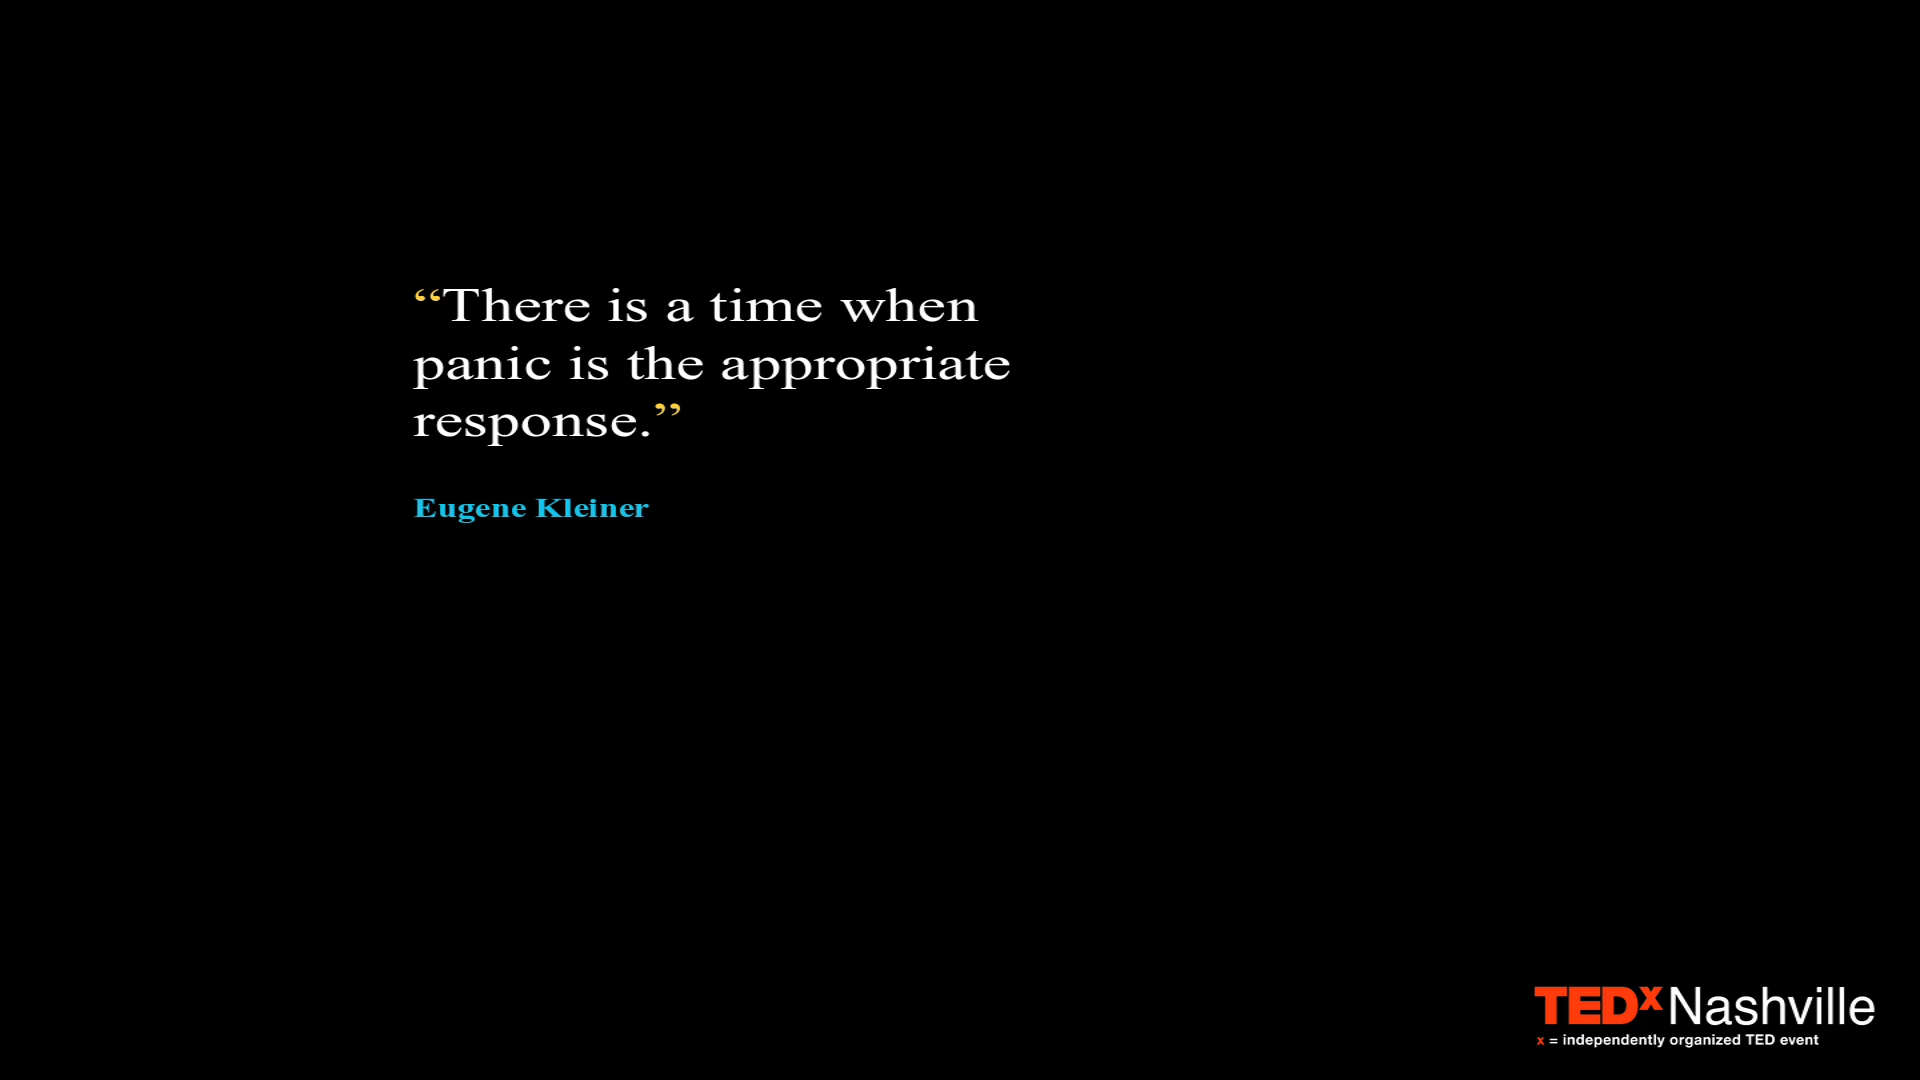 “There is a time when
panic is the appropriate
response.”
Eugene Kleiner
TEDxNashville
x = independently organized TED event